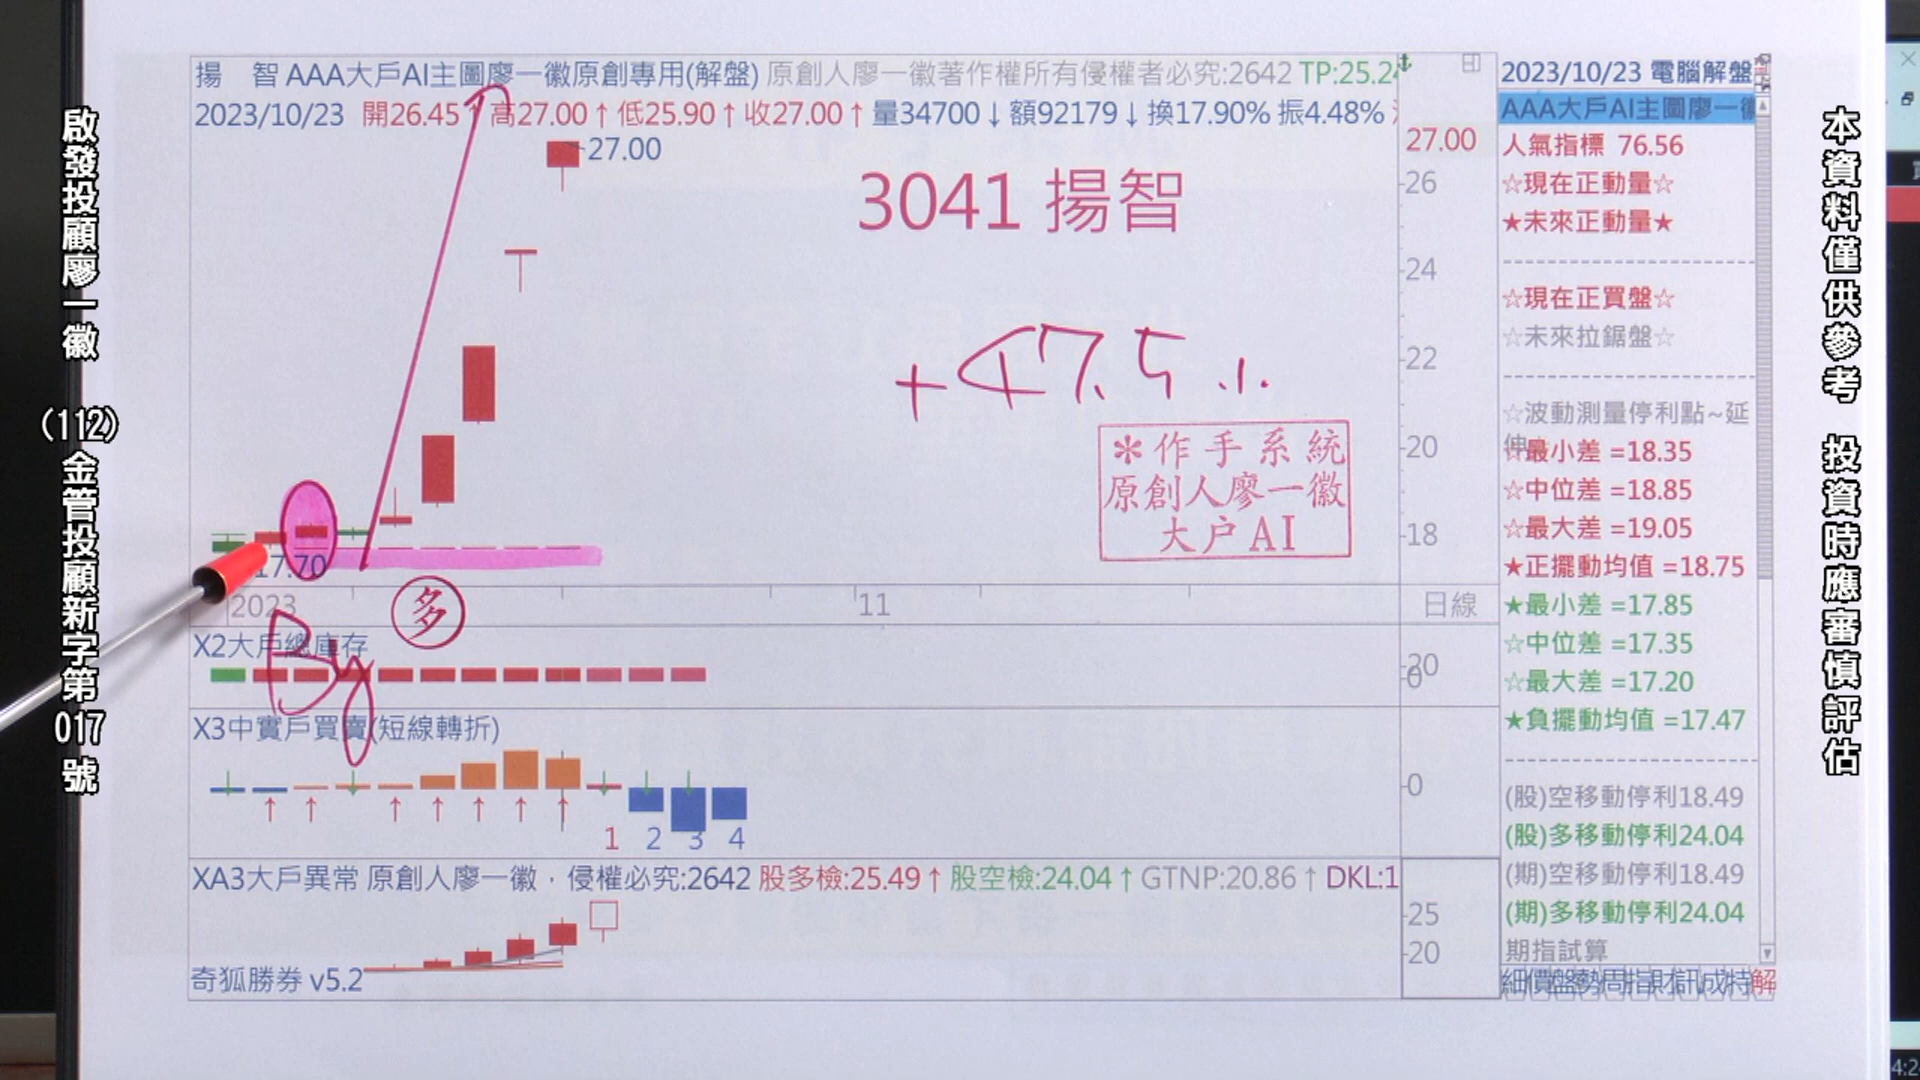 啟發投顧廖一徽 (112)金管投顧新字第017號
揚 智 AAA大戶AI主圖廖一徽原創專用(解盤) 原創人廖一徽著作權所有侵權者必究:2642 TP:25.24
2023/10/23 開26.45↑高27.00↑低25.90↑收27.00↑量34700↓額92179↓換17.90% 振4.48%
27.00
27.00
26
24
22
20
18
3041 揚智
+47.5%
＊作手系統
原創人廖一徽
大户AI
17.70
2023
11
日線
多
By
X2大戶總庫存
20
0
X3中實戶買賣(短線轉折)
0
1 2 3 4
XA3大戶異常 原創人廖一徽，侵權必究:2642 股多檢:25.49↑股空檢:24.04↑GTNP:20.86↑DKL:1
25
20
奇狐勝券 v5.2
2023/10/23 電腦解盤
AAA大戶AI主圖廖一徽
人氣指標 76.56
☆現在正動量☆
★未來正動量★
☆現在正買盤☆
☆未來拉鋸盤☆
☆波動測量停利點~延伸
☆最小差 =18.35
☆中位差 =18.85
☆最大差 =19.05
★正擺動均值 =18.75
★最小差 =17.85
☆中位差 =17.35
☆最大差 =17.20
★負擺動均值 =17.47
(股)空移動停利18.49
(股)多移動停利24.04
(期)空移動停利18.49
(期)多移動停利24.04
期指試算
細價盤勢周指財訊成特解
本資料僅供參考 投資時應審慎評估